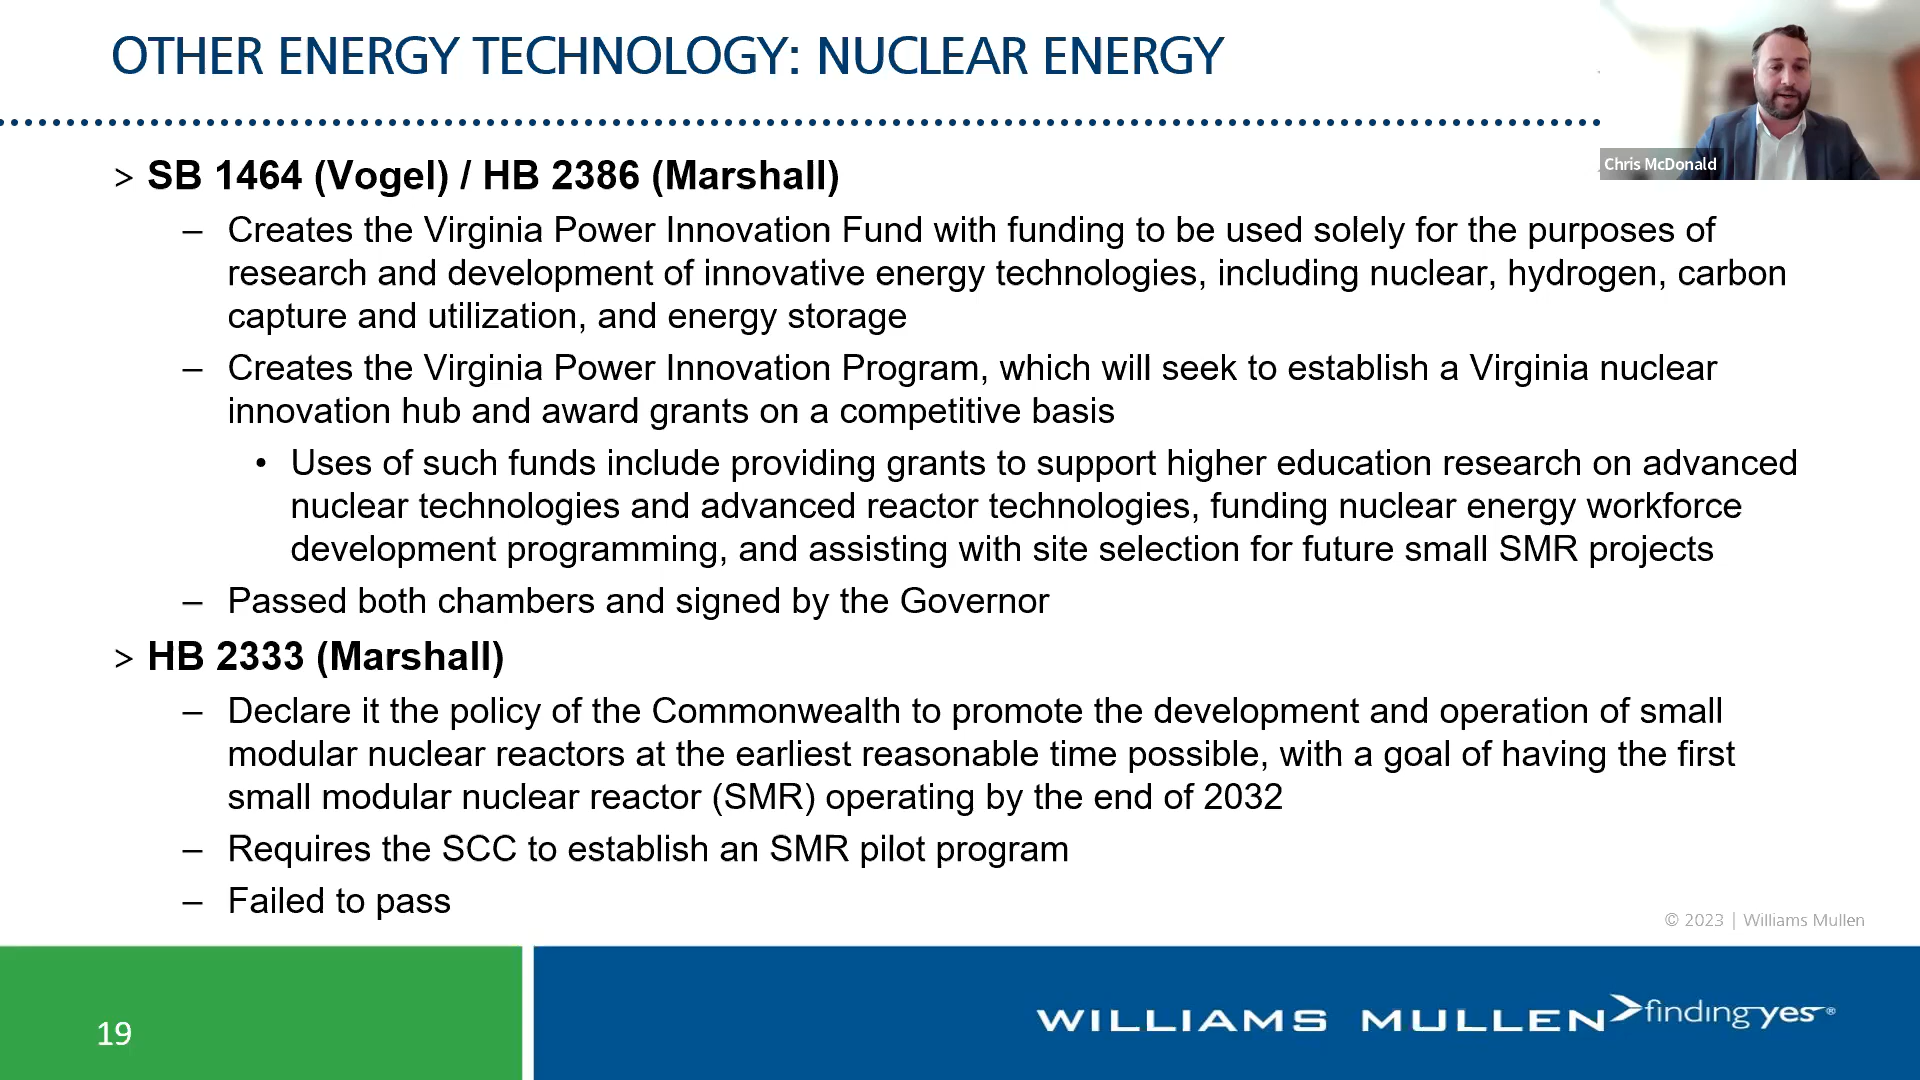 OTHER ENERGY TECHNOLOGY: NUCLEAR ENERGY
Chris McDonald
> SB 1464 (Vogel) / HB 2386 (Marshall)
– Creates the Virginia Power Innovation Fund with funding to be used solely for the purposes of
research and development of innovative energy technologies, including nuclear, hydrogen, carbon
capture and utilization, and energy storage
– Creates the Virginia Power Innovation Program, which will seek to establish a Virginia nuclear
innovation hub and award grants on a competitive basis
• Uses of such funds include providing grants to support higher education research on advanced
nuclear technologies and advanced reactor technologies, funding nuclear energy workforce
development programming, and assisting with site selection for future small SMR projects
– Passed both chambers and signed by the Governor
> HB 2333 (Marshall)
– Declare it the policy of the Commonwealth to promote the development and operation of small
modular nuclear reactors at the earliest reasonable time possible, with a goal of having the first
small modular nuclear reactor (SMR) operating by the end of 2032
– Requires the SCC to establish an SMR pilot program
– Failed to pass
© 2023 | Williams Mullen
19
WILLIAMS MULLEN finding yes®